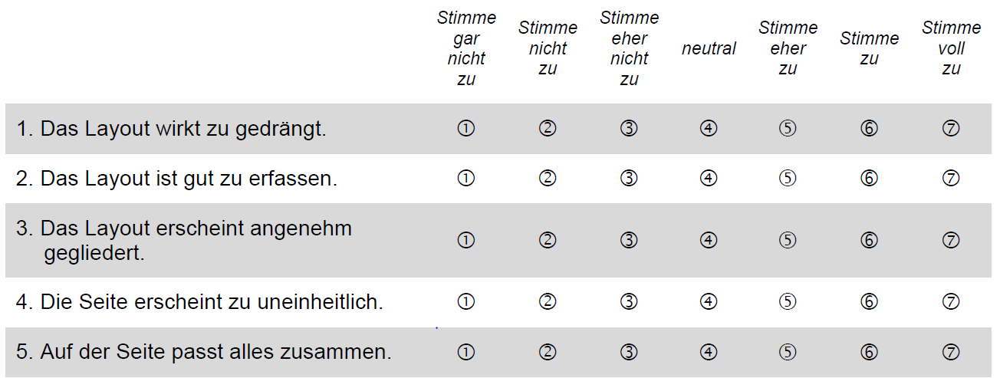 Stimme gar nicht zu Stimme nicht zu Stimme eher nicht zu neutral Stimme eher zu Stimme zu Stimme voll zu
1. Das Layout wirkt zu gedrängt. ① ② ③ ④ ⑤ ⑥ ⑦
2. Das Layout ist gut zu erfassen. ① ② ③ ④ ⑤ ⑥ ⑦
3. Das Layout erscheint angenehm
gegliedert. ① ② ③ ④ ⑤ ⑥ ⑦
4. Die Seite erscheint zu uneinheitlich. ① ② ③ ④ ⑤ ⑥ ⑦
5. Auf der Seite passt alles zusammen. ① ② ③ ④ ⑤ ⑥ ⑦